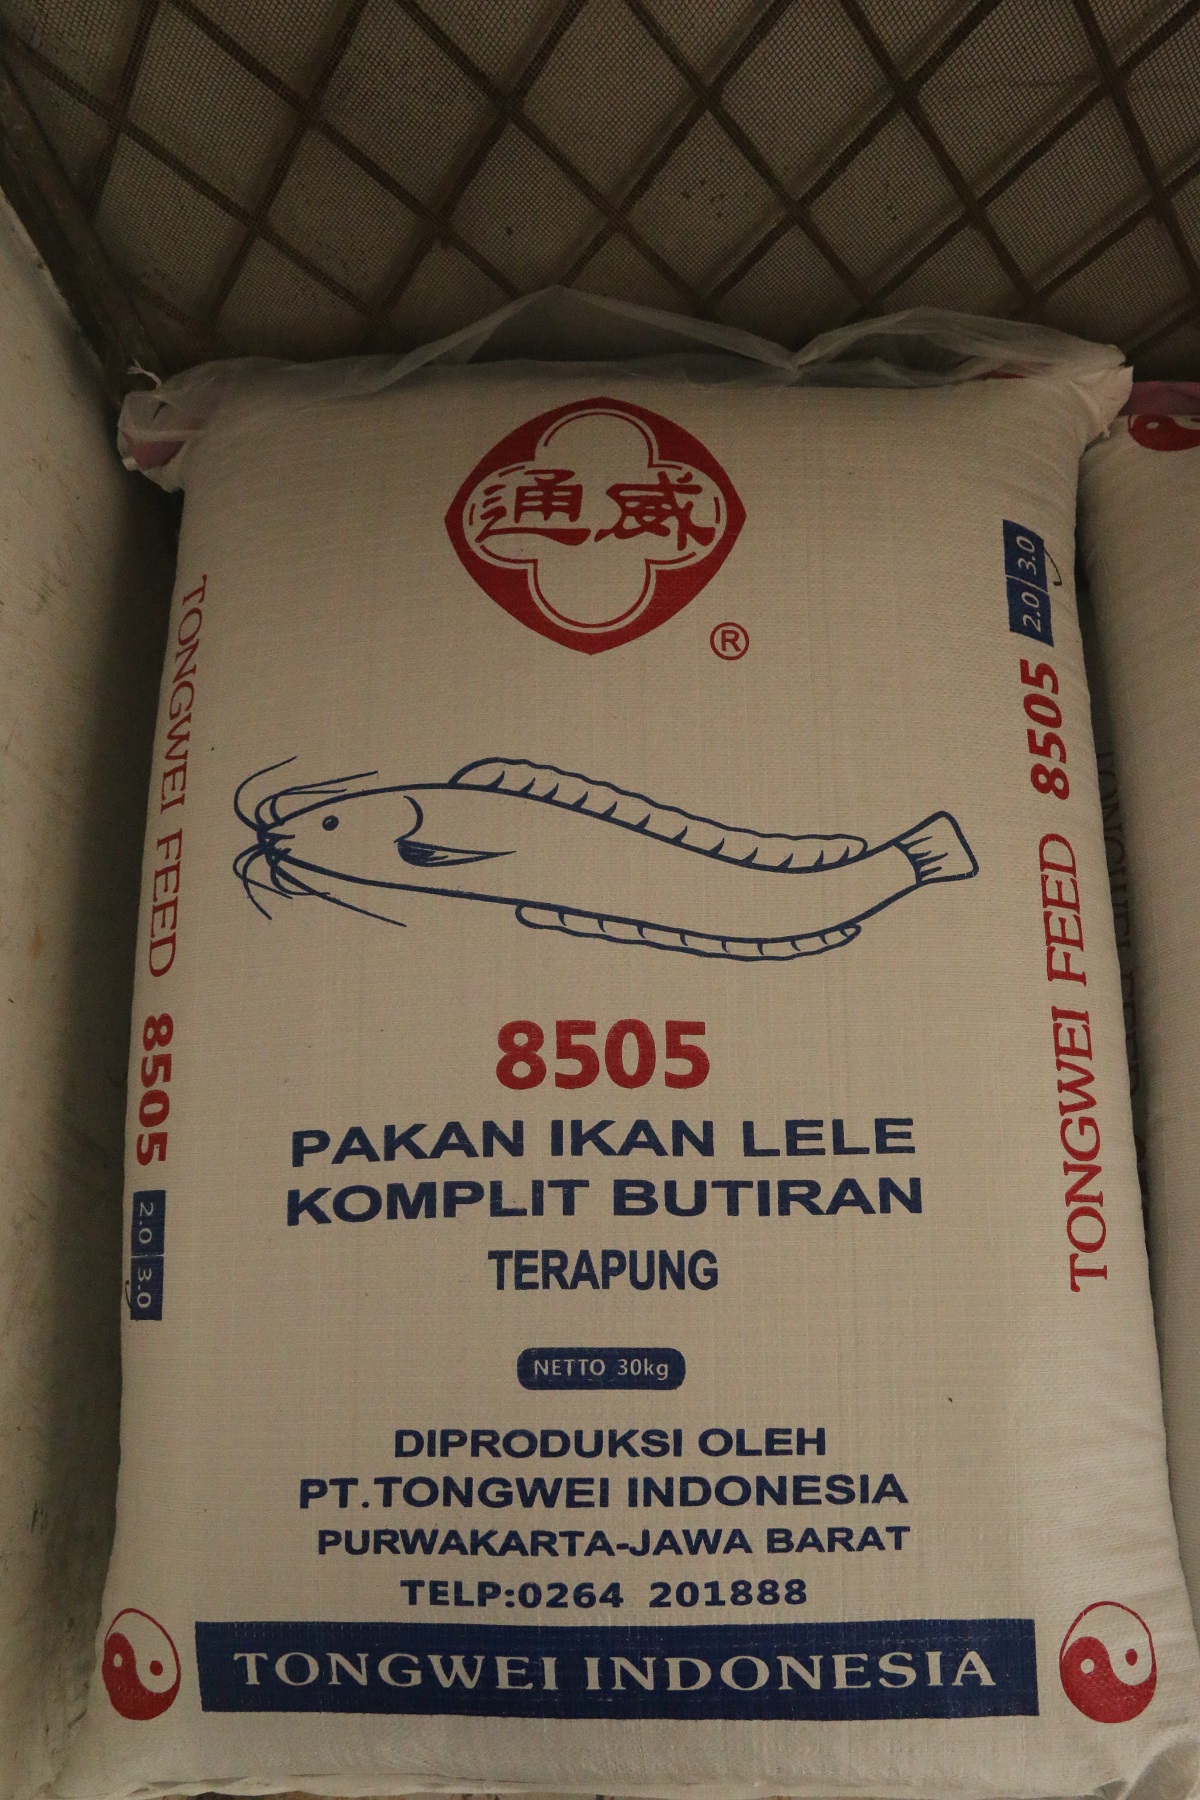 通威
®
TONGWEI FEED 8505 2.0 3.0
TONGWEI FEED 8505 2.0 3.0
8505
PAKAN IKAN LELE
KOMPLIT BUTIRAN
TERAPUNG
NETTO 30kg
DIPRODUKSI OLEH
PT.TONGWEI INDONESIA
PURWAKARTA-JAWA BARAT
TELP:0264 201888
TONGWEI INDONESIA